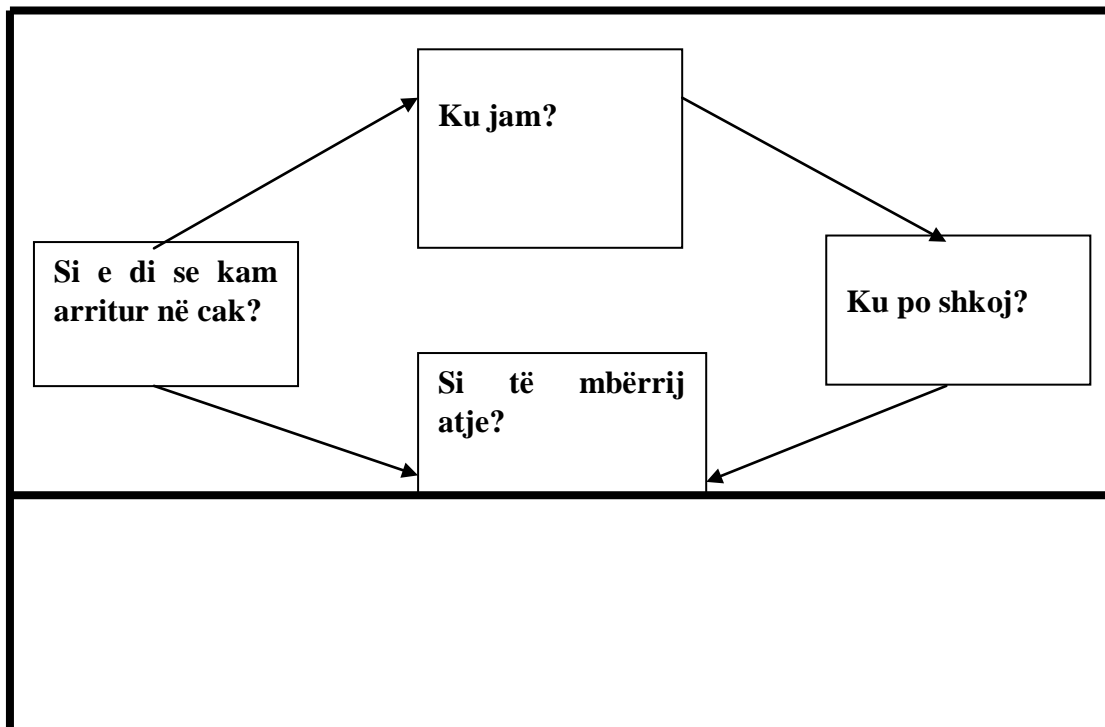 Ku jam?
Si e di se kam
arritur në cak?
Ku po shkoj?
Si të mbërrij
atje?